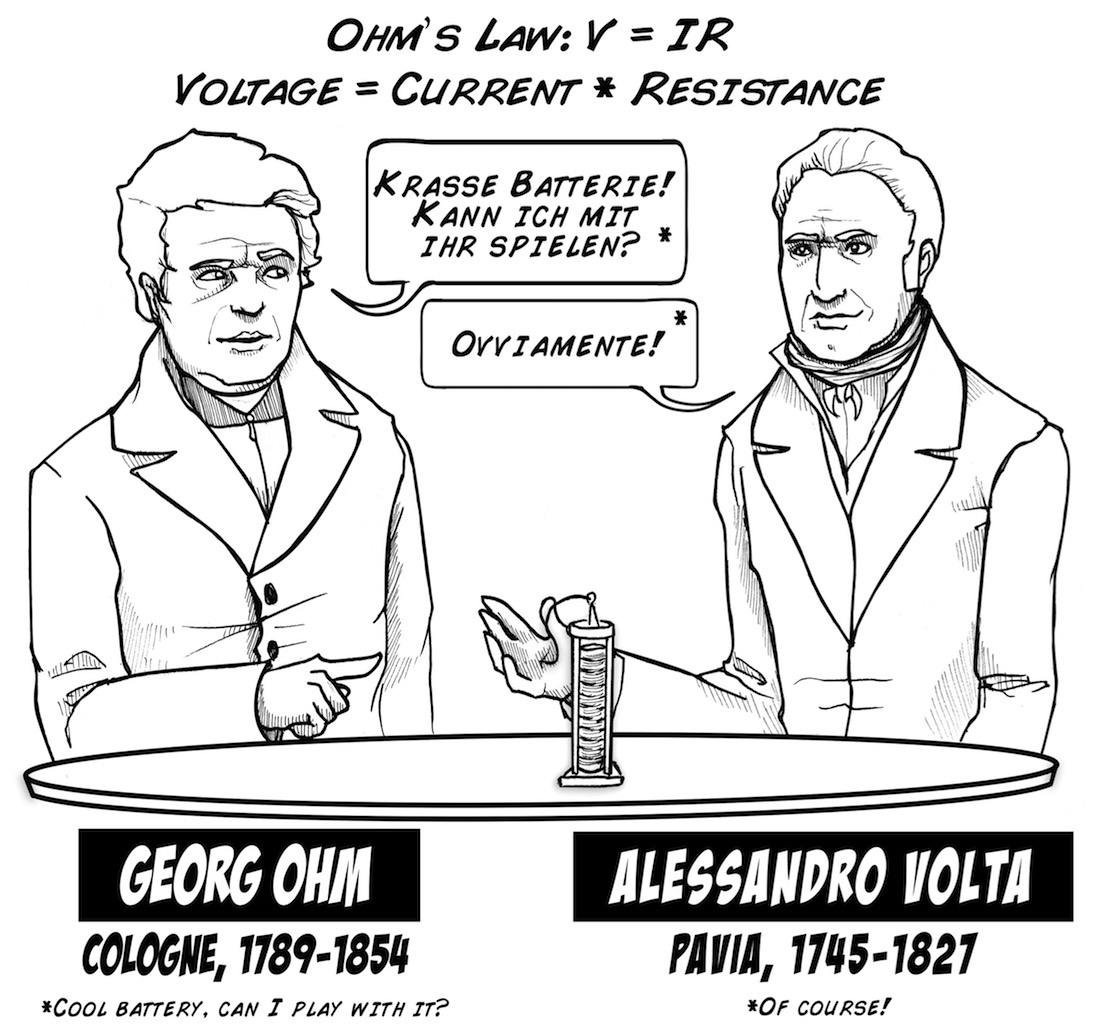 OHM'S LAW: V = IR
VOLTAGE = CURRENT * RESISTANCE
KRASSE BATTERIE!
KANN ICH MIT
IHR SPIELEN? *
OVVIAMENTE! *
GEORG OHM
COLOGNE, 1789-1854
*COOL BATTERY, CAN I PLAY WITH IT?
ALESSANDRO VOLTA
PAVIA, 1745-1827
*OF COURSE!